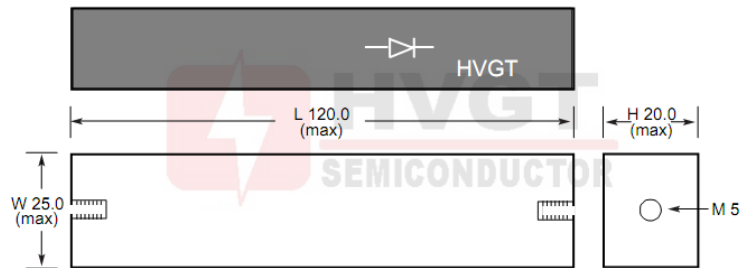 HVGT
HVGT
SEMICONDUCTOR
L 120.0
(max)
H 20.0
(max)
W 25.0
(max)
M 5